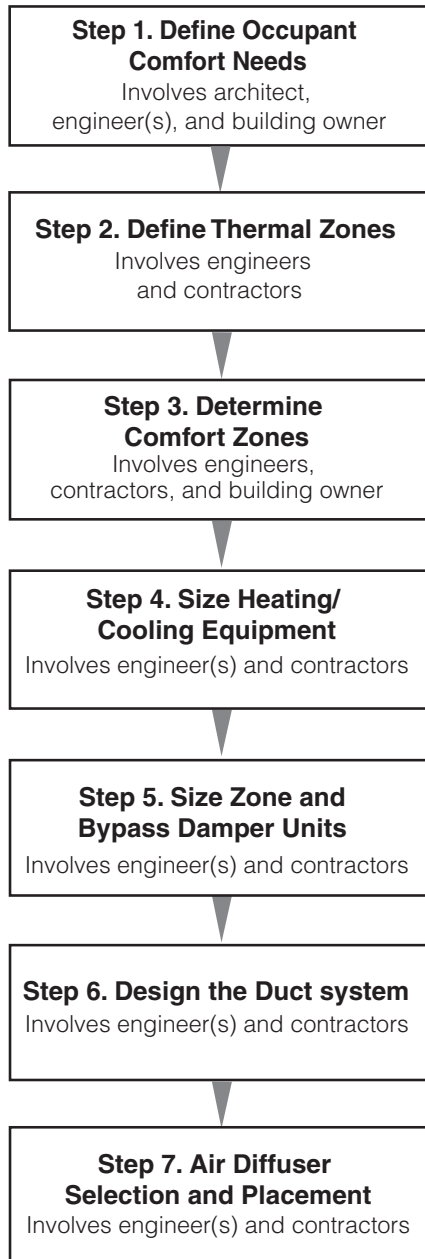 Step 1. Define Occupant
Comfort Needs
Involves architect,
engineer(s), and building owner
Step 2. Define Thermal Zones
Involves engineers
and contractors
Step 3. Determine
Comfort Zones
Involves engineers,
contractors, and building owner
Step 4. Size Heating/
Cooling Equipment
Involves engineer(s) and contractors
Step 5. Size Zone and
Bypass Damper Units
Involves engineer(s) and contractors
Step 6. Design the Duct system
Involves engineer(s) and contractors
Step 7. Air Diffuser
Selection and Placement
Involves engineer(s) and contractors